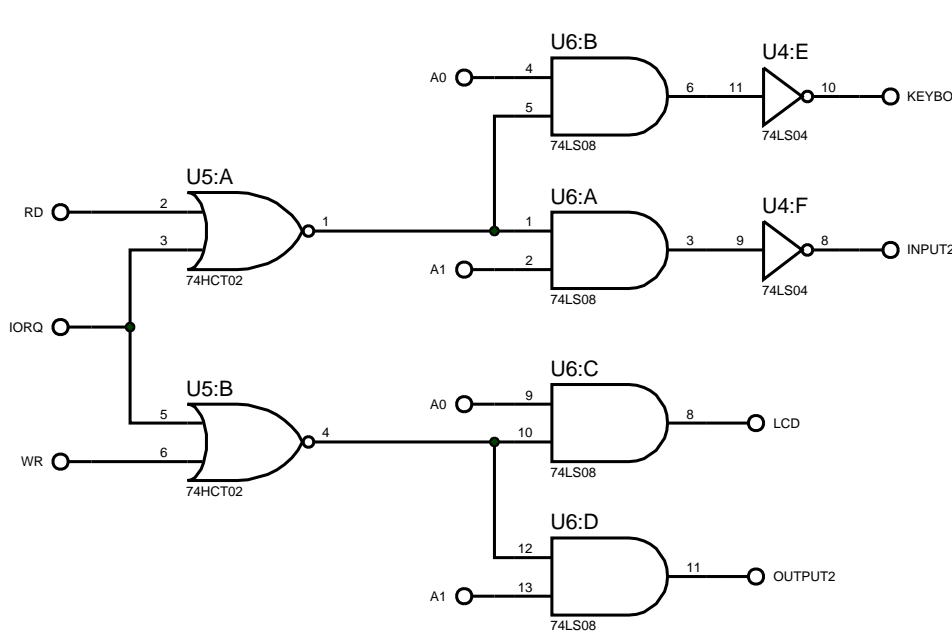 U6:B
U4:E
A0
4
6
11
10
KEYBO
5
74LS04
74LS08
U5:A
U6:A
U4:F
RD
2
1
1
3
3
9
8
INPUT2
A1
2
74HCT02
74LS08
74LS04
IORQ
U6:C
U5:B
A0
9
5
8
LCD
4
10
WR
6
74LS08
74HCT02
U6:D
12
11
OUTPUT2
A1
13
74LS08